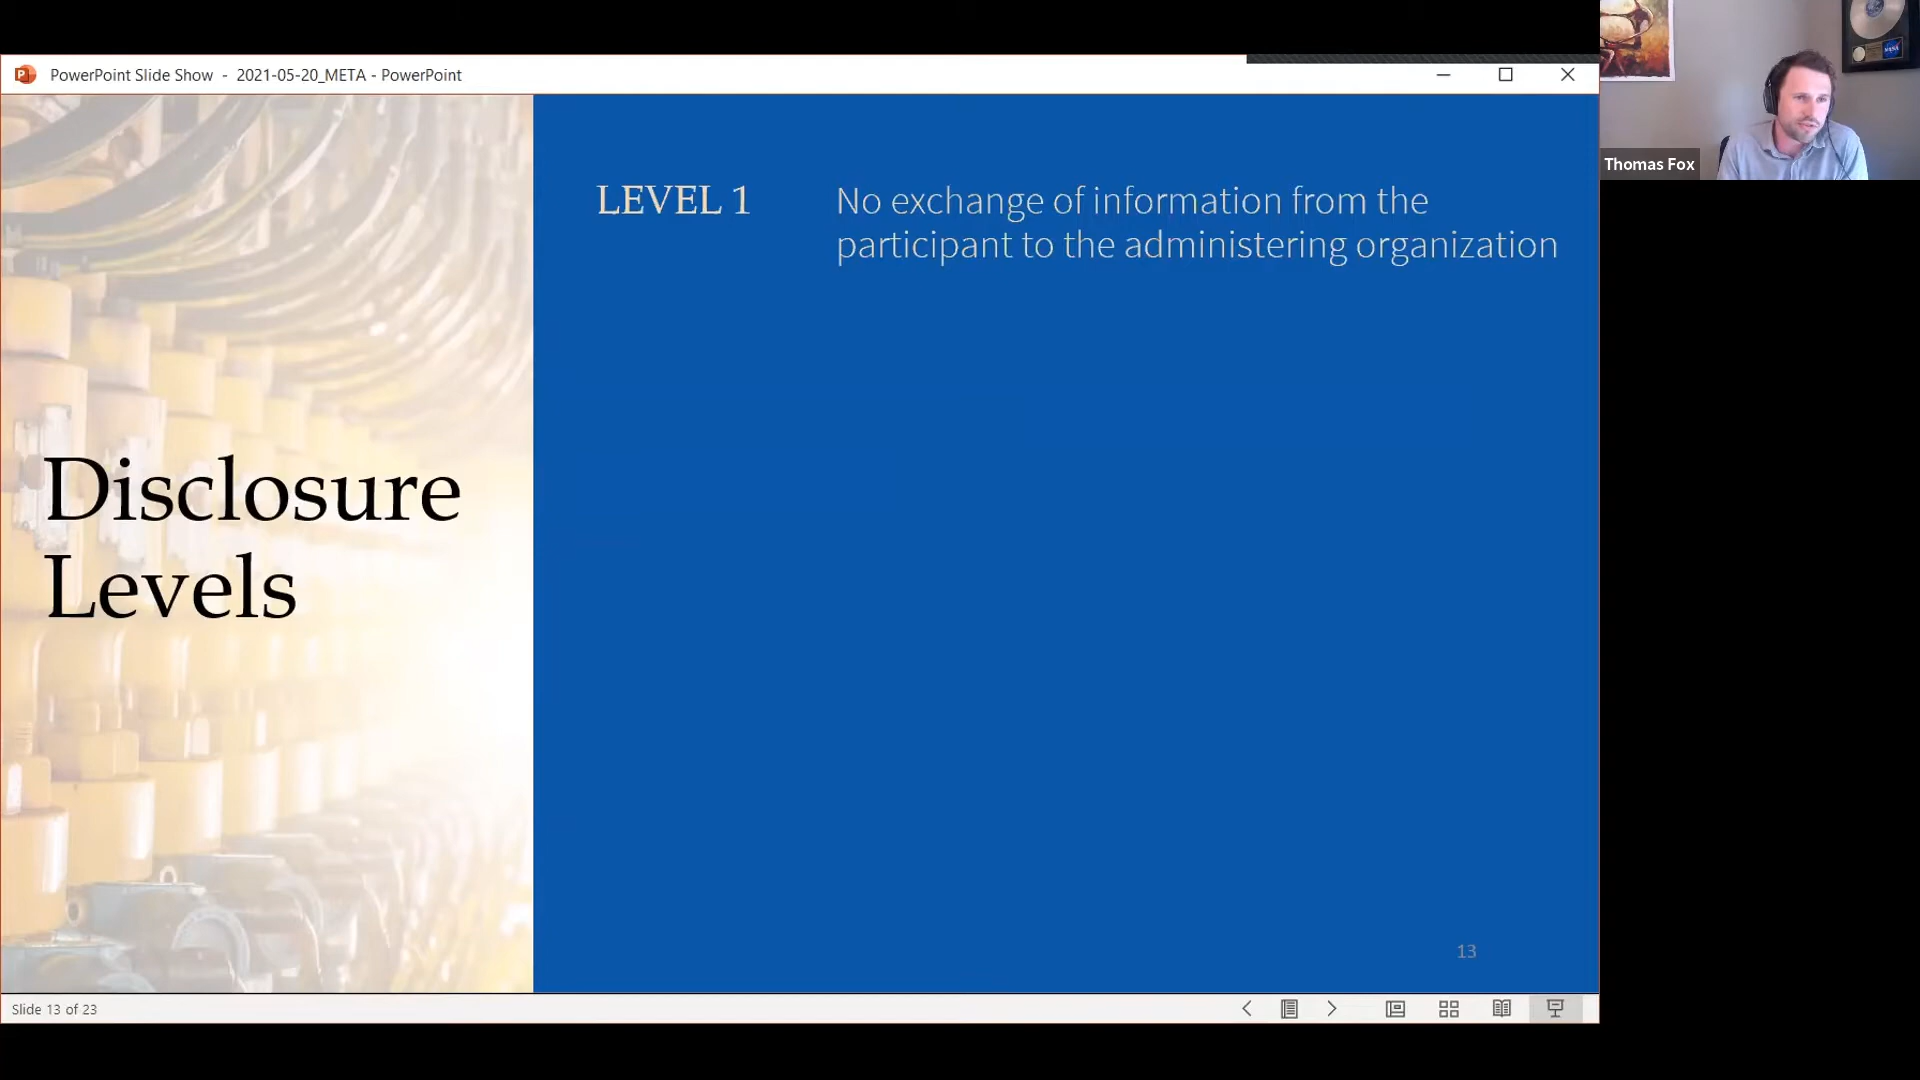 PowerPoint Slide Show - 2021-05-20_META - PowerPoint
Thomas Fox
Disclosure
Levels
LEVEL 1
No exchange of information from the
participant to the administering organization
13
Slide 13 of 23
NASA